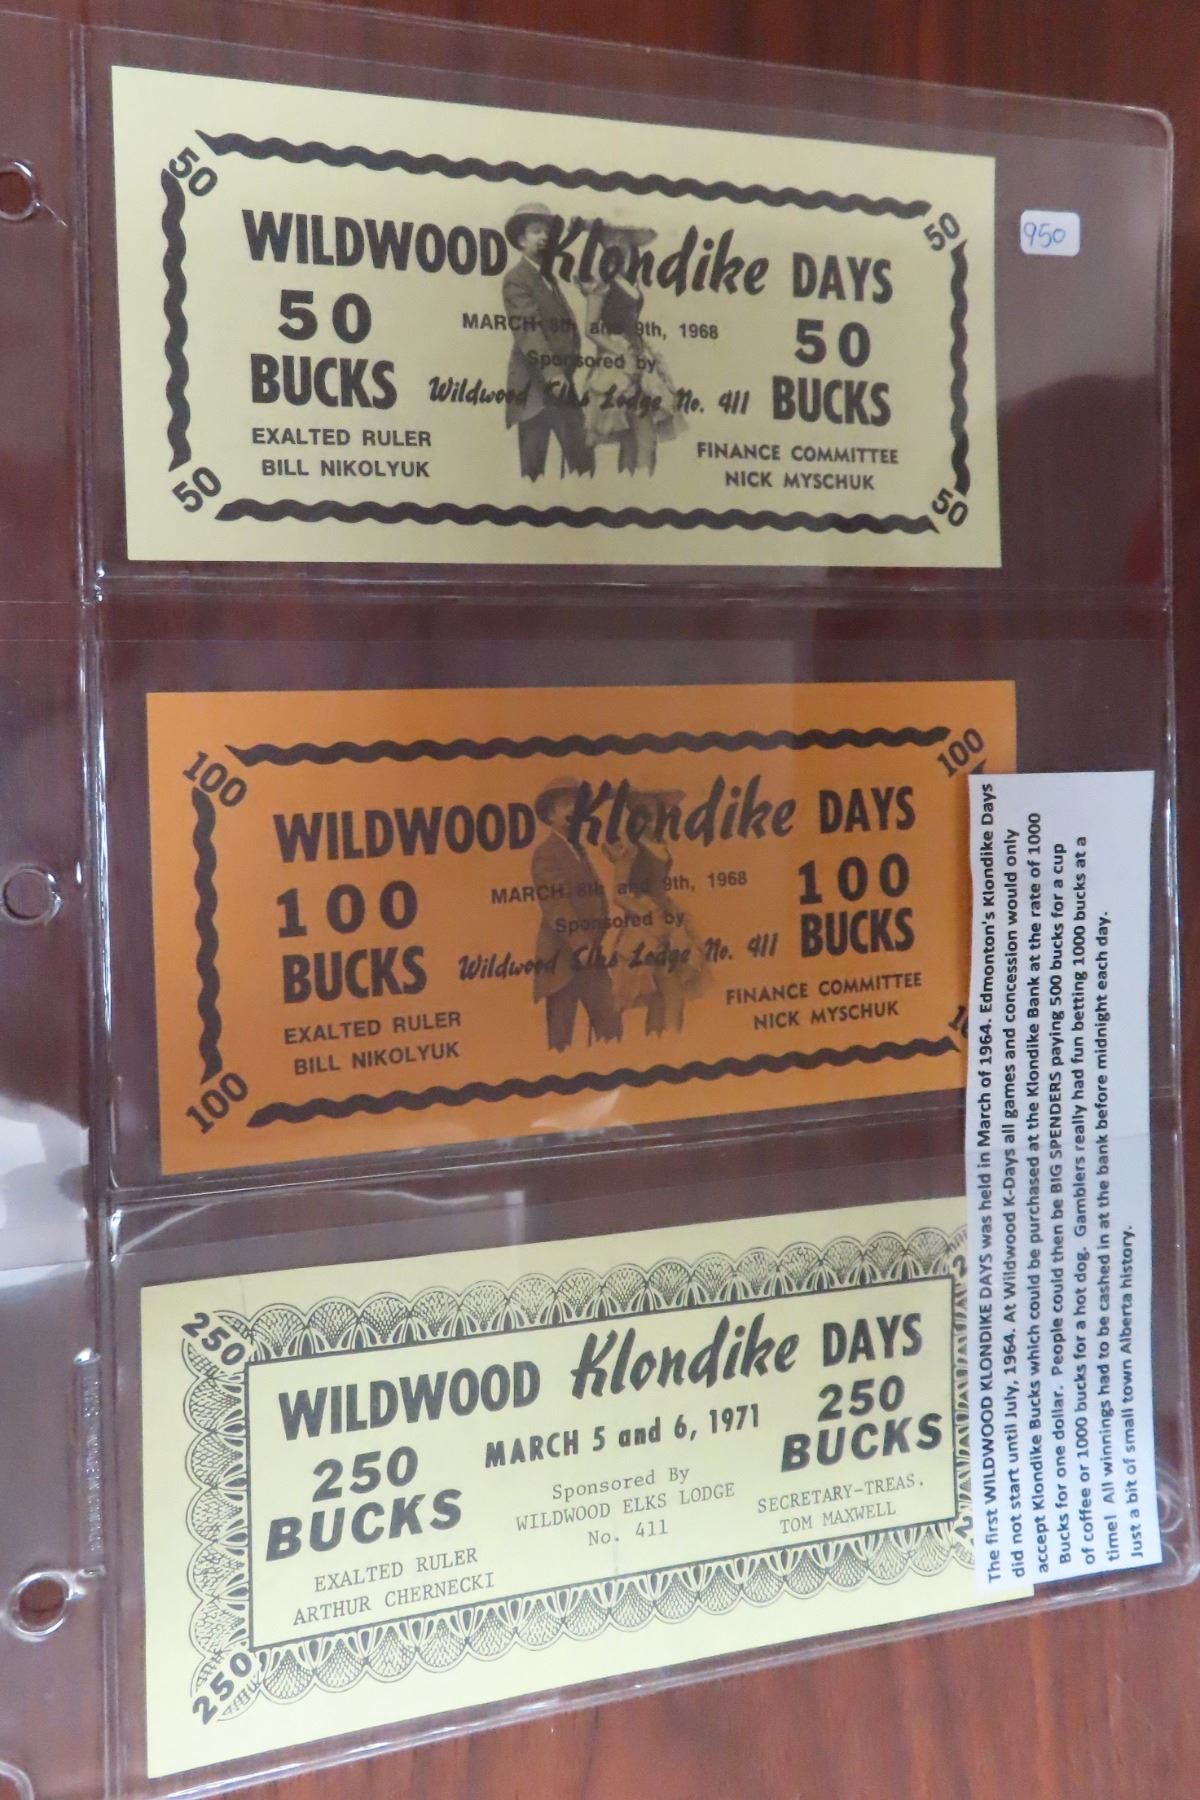 50
50
WILDWOOD Klondike DAYS
50
BUCKS
MARCH 8th and 9th, 1968
Sponsored by
Wildwood Elks Lodge No. 411
50
BUCKS
EXALTED RULER
BILL NIKOLYUK
FINANCE COMMITTEE
NICK MYSCHUK
50
50
950
100
100
WILDWOOD Klondike DAYS
100
BUCKS
MARCH 8th and 9th, 1968
Sponsored by
Wildwood Elks Lodge No. 411
100
BUCKS
EXALTED RULER
BILL NIKOLYUK
FINANCE COMMITTEE
NICK MYSCHUK
100
250
WILDWOOD Klondike DAYS
250
BUCKS
MARCH 5 and 6, 1971
Sponsored By
WILDWOOD ELKS LODGE
No. 411
250
BUCKS
EXALTED RULER
ARTHUR CHERNECKI
SECRETARY-TREAS.
TOM MAXWELL
250
The first WILDWOOD KLONDIKE DAYS was held in March of 1964. Edmonton's Klondike Days
did not start until July, 1964. At Wildwood K-Days all games and concession would only
accept Klondike Bucks which could be purchased at the Klondike Bank at the rate of 1000
Bucks for one dollar. People could then be BIG SPENDERS paying 500 bucks for a cup
of coffee or 1000 bucks for a hot dog. Gamblers really had fun betting 1000 bucks at a
time! All winnings had to be cashed in at the bank before midnight each day.
Just a bit of small town Alberta history.